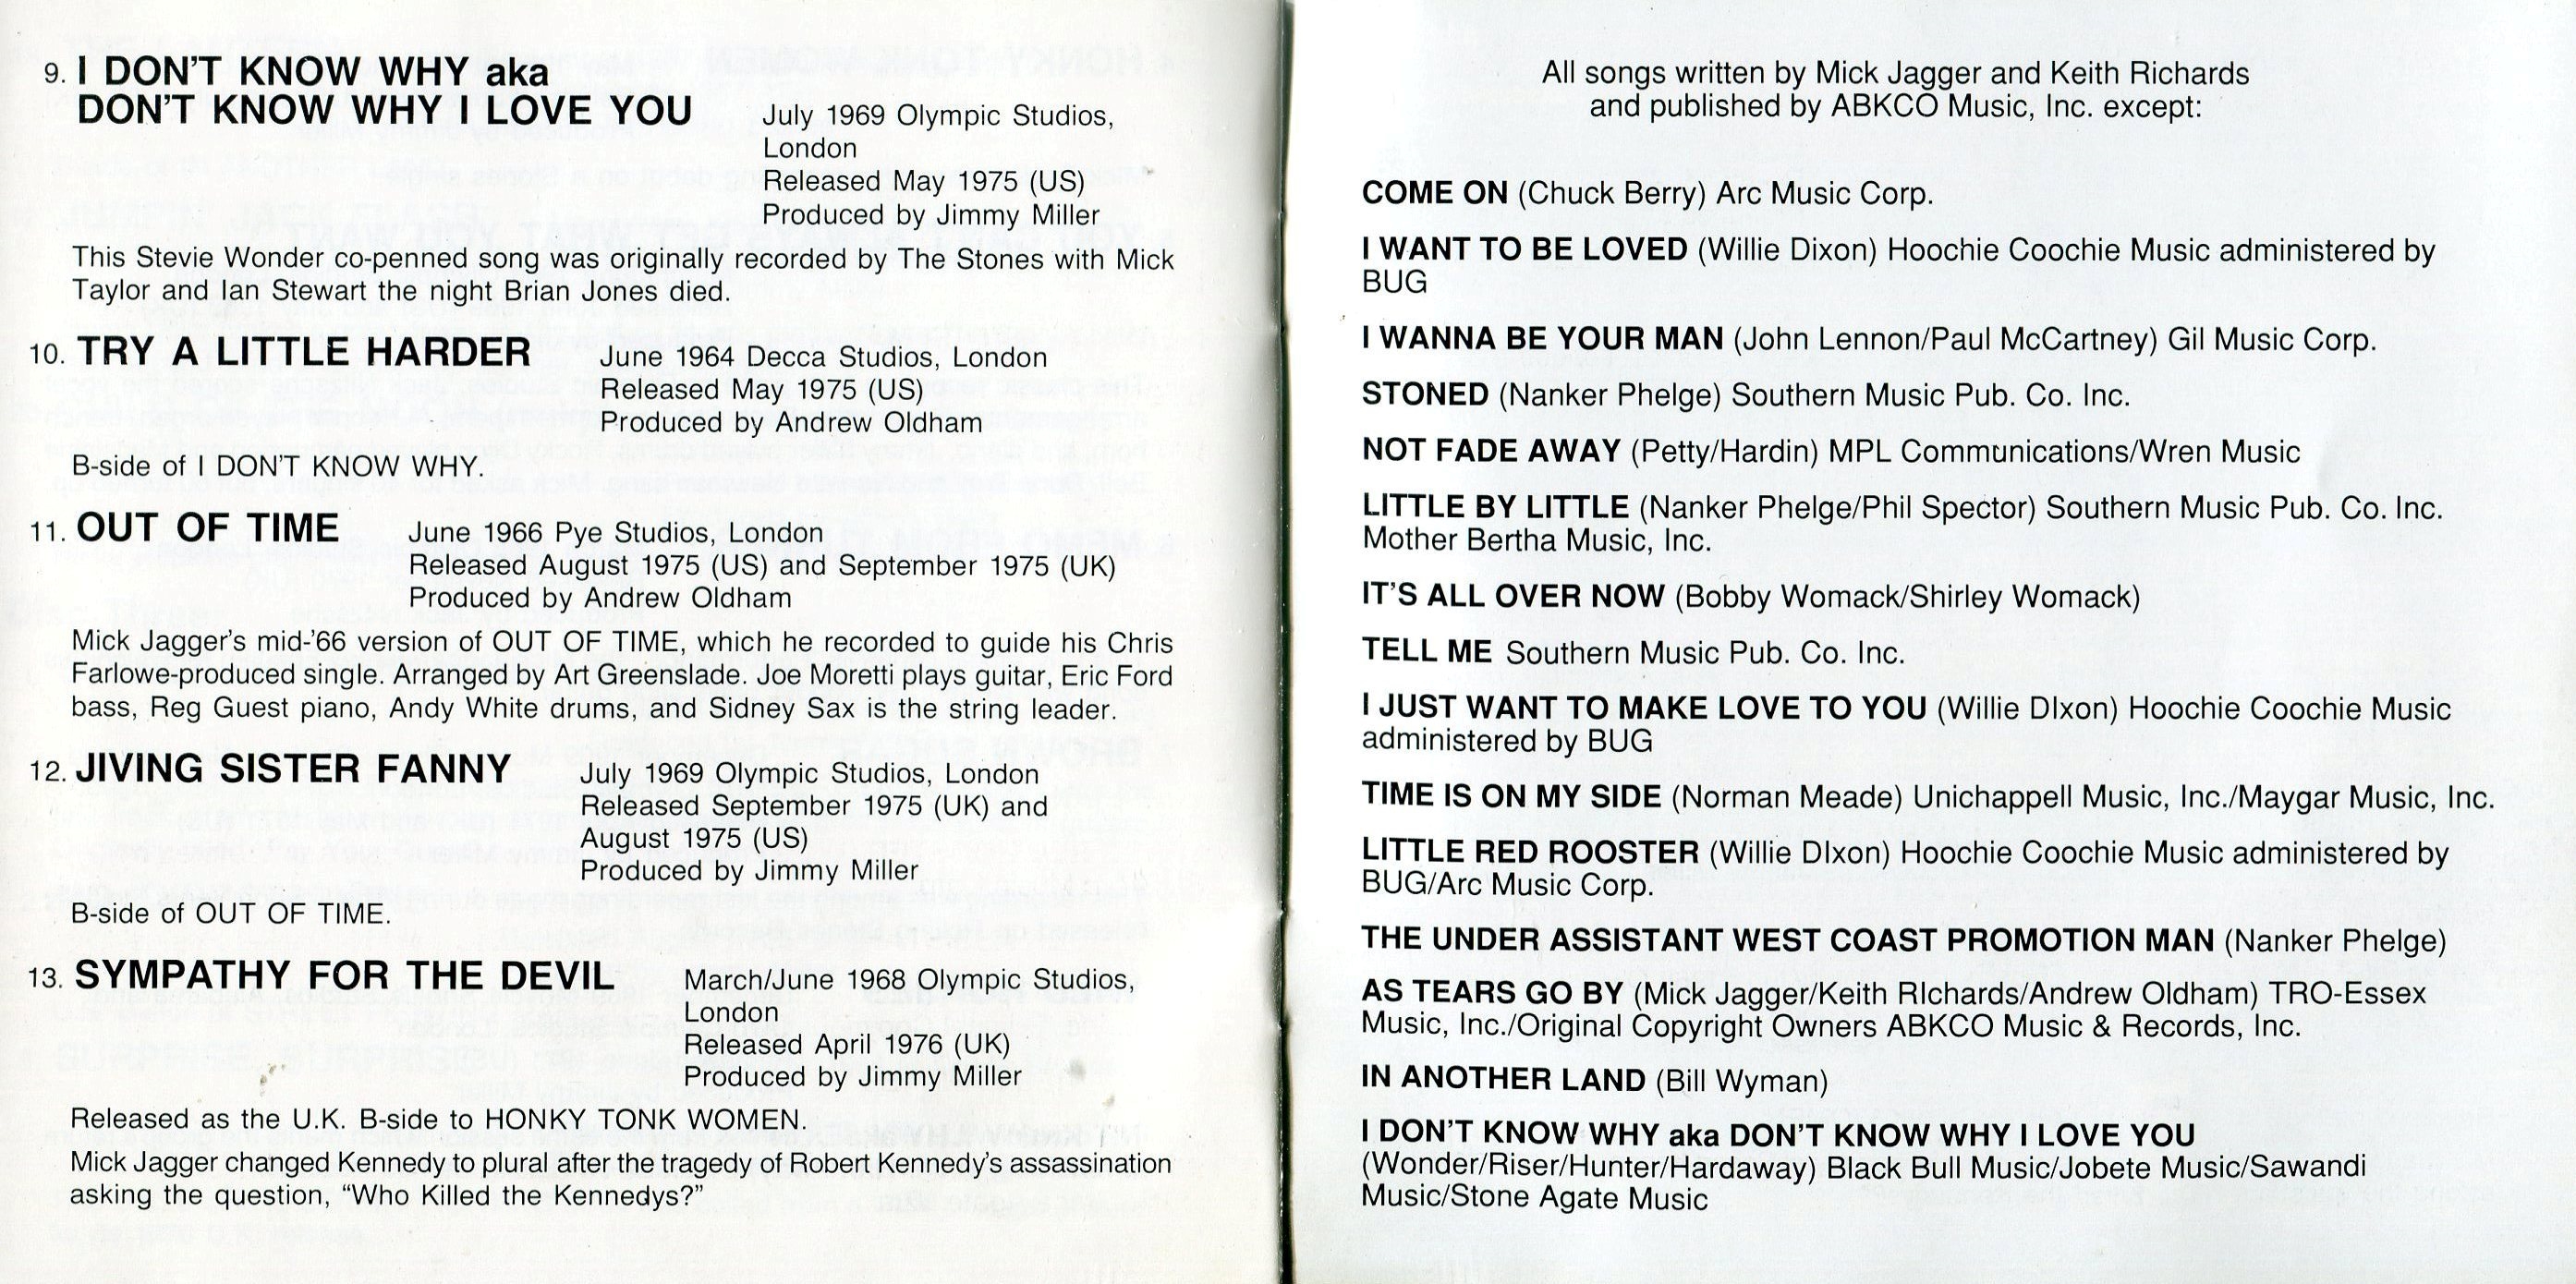 9. I DON'T KNOW WHY aka
DON'T KNOW WHY I LOVE YOU
July 1969 Olympic Studios,
London
Released May 1975 (US)
Produced by Jimmy Miller
This Stevie Wonder co-penned song was originally recorded by The Stones with Mick
Taylor and Ian Stewart the night Brian Jones died.
10. TRY A LITTLE HARDER
June 1964 Decca Studios, London
Released May 1975 (US)
Produced by Andrew Oldham
B-side of I DON'T KNOW WHY.
11. OUT OF TIME
June 1966 Pye Studios, London
Released August 1975 (US) and September 1975 (UK)
Produced by Andrew Oldham
Mick Jagger's mid-'66 version of OUT OF TIME, which he recorded to guide his Chris
Farlowe-produced single. Arranged by Art Greenslade. Joe Moretti plays guitar, Eric Ford
bass, Reg Guest piano, Andy White drums, and Sidney Sax is the string leader.
12. JIVING SISTER FANNY
July 1969 Olympic Studios, London
Released September 1975 (UK) and
August 1975 (US)
Produced by Jimmy Miller
B-side of OUT OF TIME.
13. SYMPATHY FOR THE DEVIL
March/June 1968 Olympic Studios,
London
Released April 1976 (UK)
Produced by Jimmy Miller
Released as the U.K. B-side to HONKY TONK WOMEN.
Mick Jagger changed Kennedy to plural after the tragedy of Robert Kennedy's assassination
asking the question, "Who Killed the Kennedys?"
All songs written by Mick Jagger and Keith Richards
and published by ABKCO Music, Inc. except:
COME ON (Chuck Berry) Arc Music Corp.
I WANT TO BE LOVED (Willie Dixon) Hoochie Coochie Music administered by
BUG
I WANNA BE YOUR MAN (John Lennon/Paul McCartney) Gil Music Corp.
STONED (Nanker Phelge) Southern Music Pub. Co. Inc.
NOT FADE AWAY (Petty/Hardin) MPL Communications/Wren Music
LITTLE BY LITTLE (Nanker Phelge/Phil Spector) Southern Music Pub. Co. Inc.
Mother Bertha Music, Inc.
IT'S ALL OVER NOW (Bobby Womack/Shirley Womack)
TELL ME Southern Music Pub. Co. Inc.
I JUST WANT TO MAKE LOVE TO YOU (Willie DIxon) Hoochie Coochie Music
administered by BUG
TIME IS ON MY SIDE (Norman Meade) Unichappell Music, Inc./Maygar Music, Inc.
LITTLE RED ROOSTER (Willie DIxon) Hoochie Coochie Music administered by
BUG/Arc Music Corp.
THE UNDER ASSISTANT WEST COAST PROMOTION MAN (Nanker Phelge)
AS TEARS GO BY (Mick Jagger/Keith RIchards/Andrew Oldham) TRO-Essex
Music, Inc./Original Copyright Owners ABKCO Music & Records, Inc.
IN ANOTHER LAND (Bill Wyman)
I DON'T KNOW WHY aka DON'T KNOW WHY I LOVE YOU
(Wonder/Riser/Hunter/Hardaway) Black Bull Music/Jobete Music/Sawandi
Music/Stone Agate Music